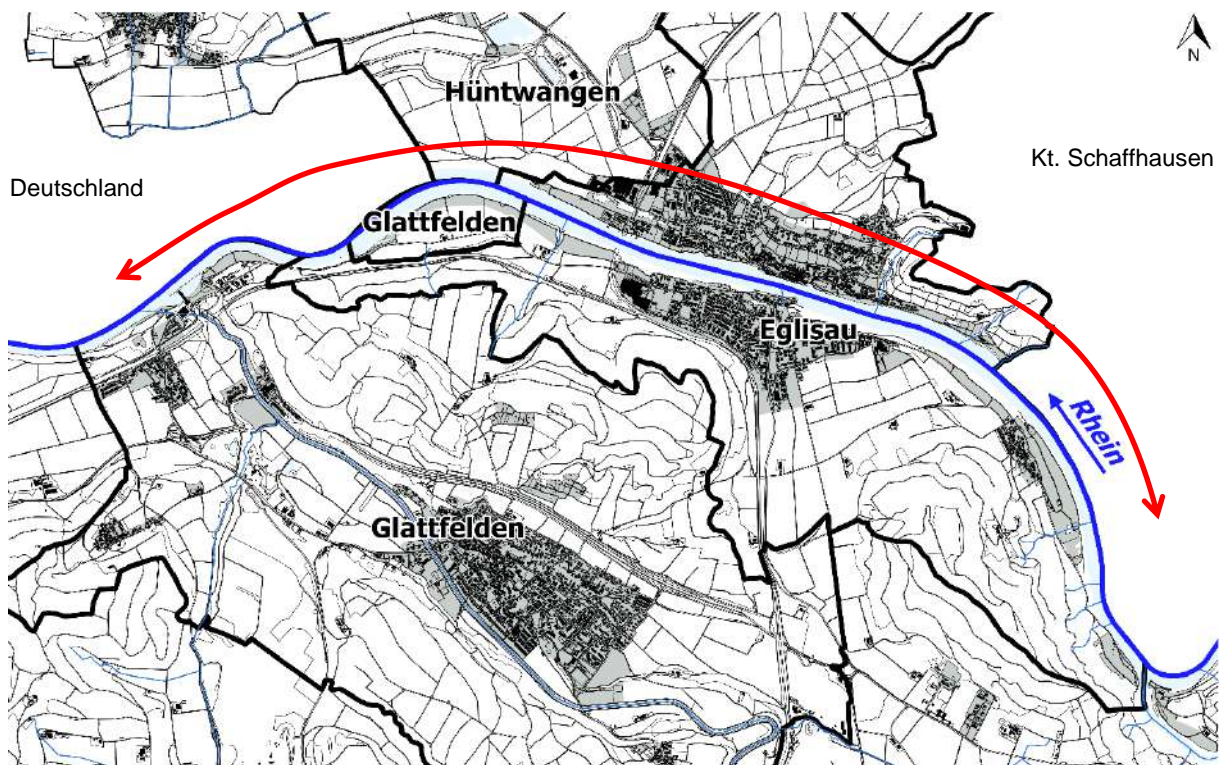 N
Hüntwangen
Kt. Schaffhausen
Deutschland
Glattfelden
Eglisau
Rhein
Glattfelden